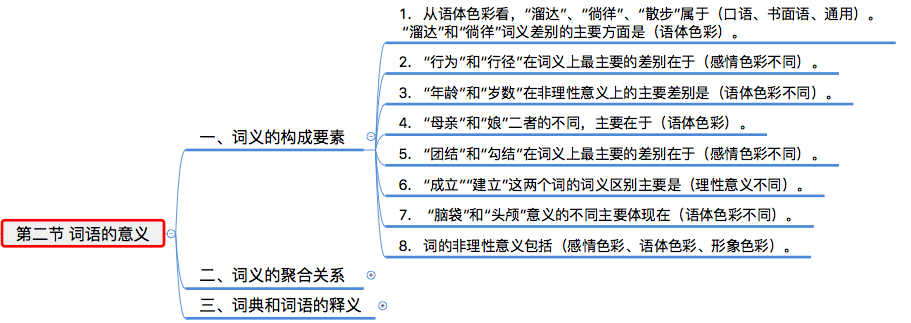 1. 从语体色彩看，“溜达”、“徜徉”、“散步”属于（口语、书面语、通用）。
“溜达”和“徜徉”词义差别的主要方面是（语体色彩）。
2. “行为”和“行径”在词义上最主要的差别在于（感情色彩不同）。
3. “年龄”和“岁数”在非理性意义上的主要差别是（语体色彩不同）。
4. “母亲”和“娘”二者的不同，主要在于（语体色彩）。
一、词义的构成要素
5. “团结”和“勾结”在词义上最主要的差别在于（感情色彩不同）。
6. “成立”“建立”这两个词的词义区别主要是（理性意义不同）。
7. “脑袋”和“头颅”意义的不同主要体现在（语体色彩不同）。
第二节 词语的意义
8. 词的非理性意义包括（感情色彩、语体色彩、形象色彩）。
二、词义的聚合关系
三、词典和词语的释义